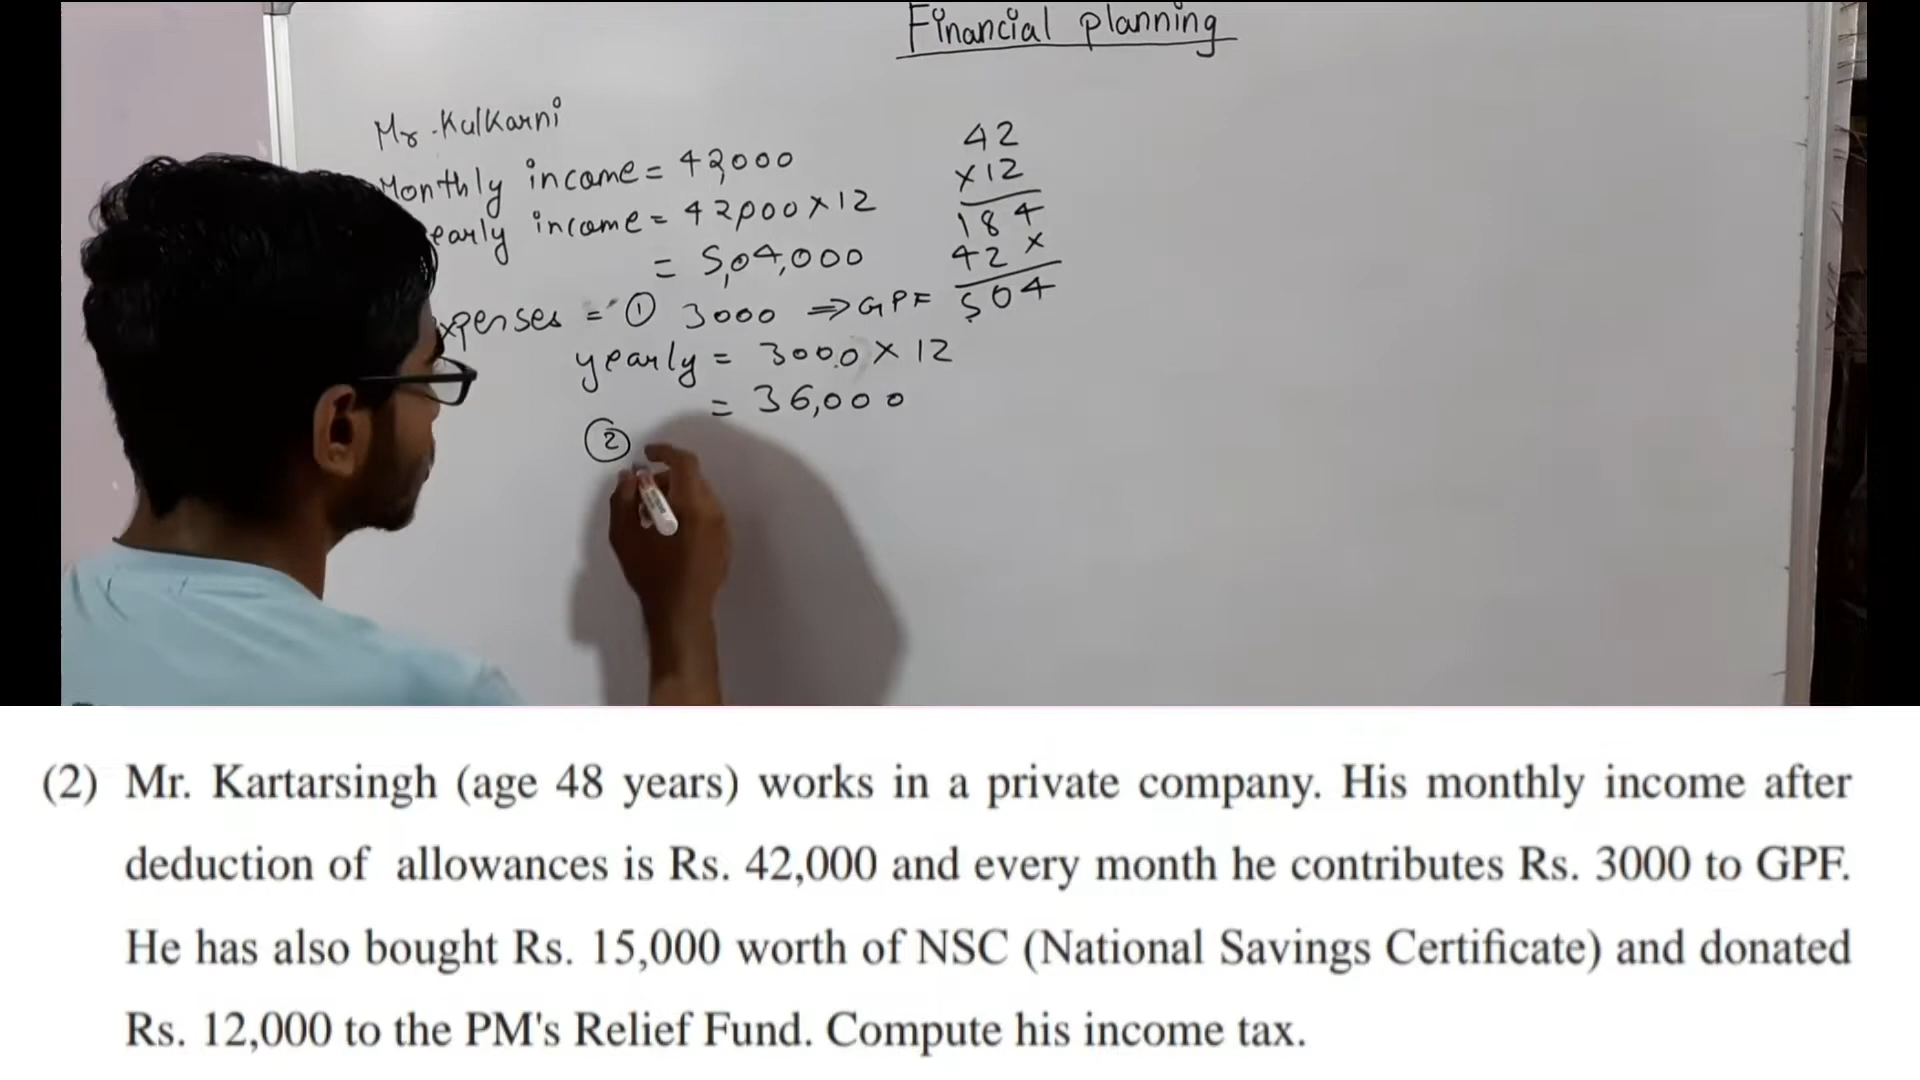 Financial planning
Mr. Kulkarni
Monthly income = 42,000
early income = 42000 × 12
= 5,04,000
xpenses = ① 3000 ⇒ GPF
yearly = 3000 × 12
= 36,000
②
42
×12
184
42×
504
(2) Mr. Kartarsingh (age 48 years) works in a private company. His monthly income after
deduction of allowances is Rs. 42,000 and every month he contributes Rs. 3000 to GPF.
He has also bought Rs. 15,000 worth of NSC (National Savings Certificate) and donated
Rs. 12,000 to the PM's Relief Fund. Compute his income tax.